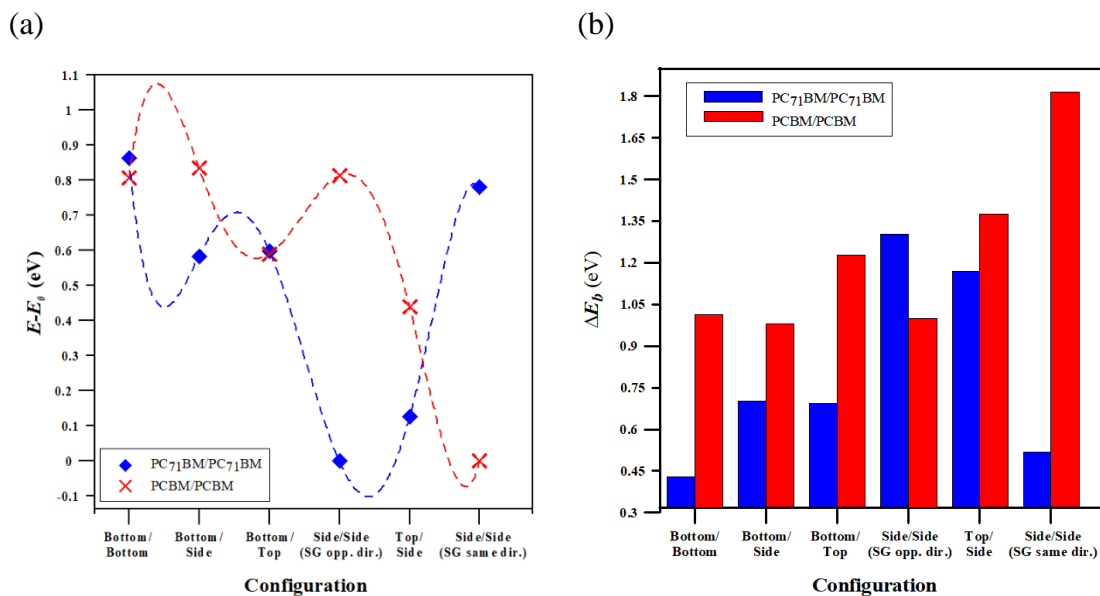 (a)
(b)
1.1
1
0.9
0.8
0.7
0.6
0.5
0.4
0.3
0.2
0.1
0
-0.1
E-E0 (eV)
PC71BM/PC71BM
PCBM/PCBM
Bottom/
Bottom
Bottom/
Side
Bottom/
Top
Side/Side
(SG opp. dir.)
Top/
Side
Side/Side
(SG same dir.)
Configuration
1.8
1.65
1.5
1.35
1.2
1.05
0.9
0.75
0.6
0.45
0.3
ΔEb (eV)
PC71BM/PC71BM
PCBM/PCBM
Bottom/
Bottom
Bottom/
Side
Bottom/
Top
Side/Side
(SG opp. dir.)
Top/
Side
Side/Side
(SG same dir.)
Configuration